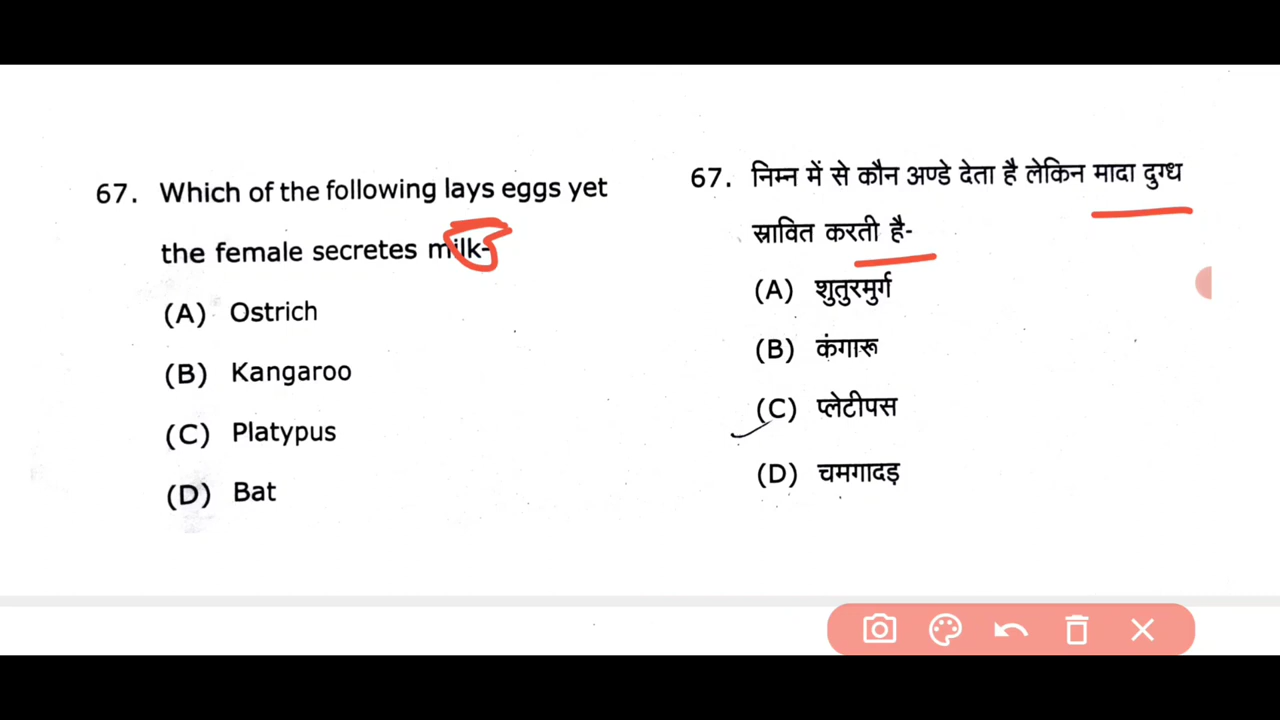 67. Which of the following lays eggs yet
the female secretes milk-
(A) Ostrich
(B) Kangaroo
(C) Platypus
(D) Bat
67. निम्न में से कौन अण्डे देता है लेकिन मादा दुग्ध
स्रावित करती है-
(A) शुतुरमुर्ग
(B) कंगारू
(C) प्लेटीपस
(D) चमगादड़